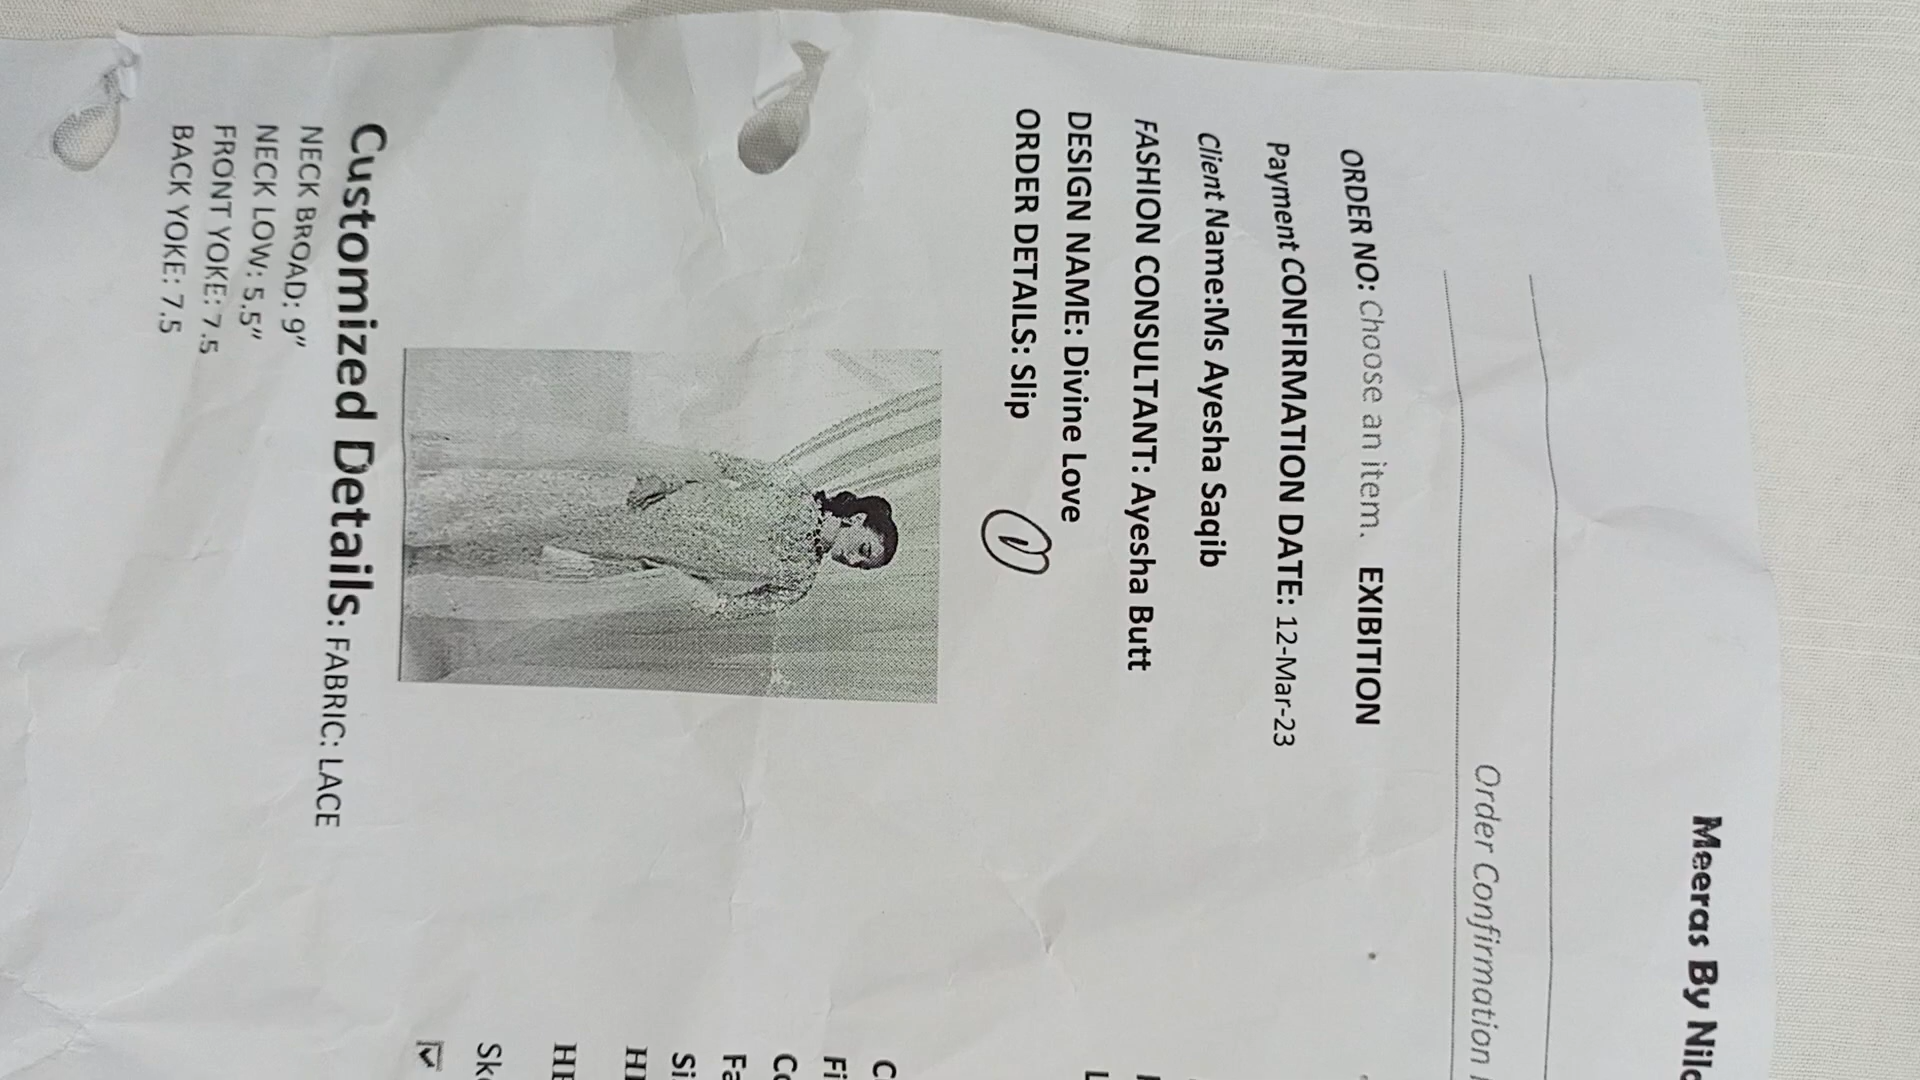 Meeras By
Order Confirmation
ORDER NO: Choose an item. EXIBITION
Payment CONFIRMATION DATE: 12-Mar-23
Client Name:Ms Ayesha Saqib
FASHION CONSULTANT: Ayesha Butt
DESIGN NAME: Divine Love
ORDER DETAILS: Slip
Customized Details: FABRIC: LACE
NECK BROAD: 9"
NECK LOW: 5.5"
FRONT YOKE: 7.5
BACK YOKE: 7.5